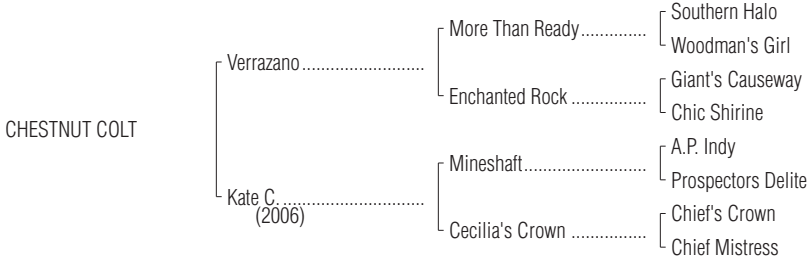 Southern Halo
More Than Ready..............
Woodman's Girl
Verrazano ..........................
Giant's Causeway
Enchanted Rock ................
Chic Shirine
CHESTNUT COLT
A.P. Indy
Mineshaft..........................
Prospectors Delite
Kate C. ..............................
(2006)
Chief's Crown
Cecilia's Crown ................
Chief Mistress